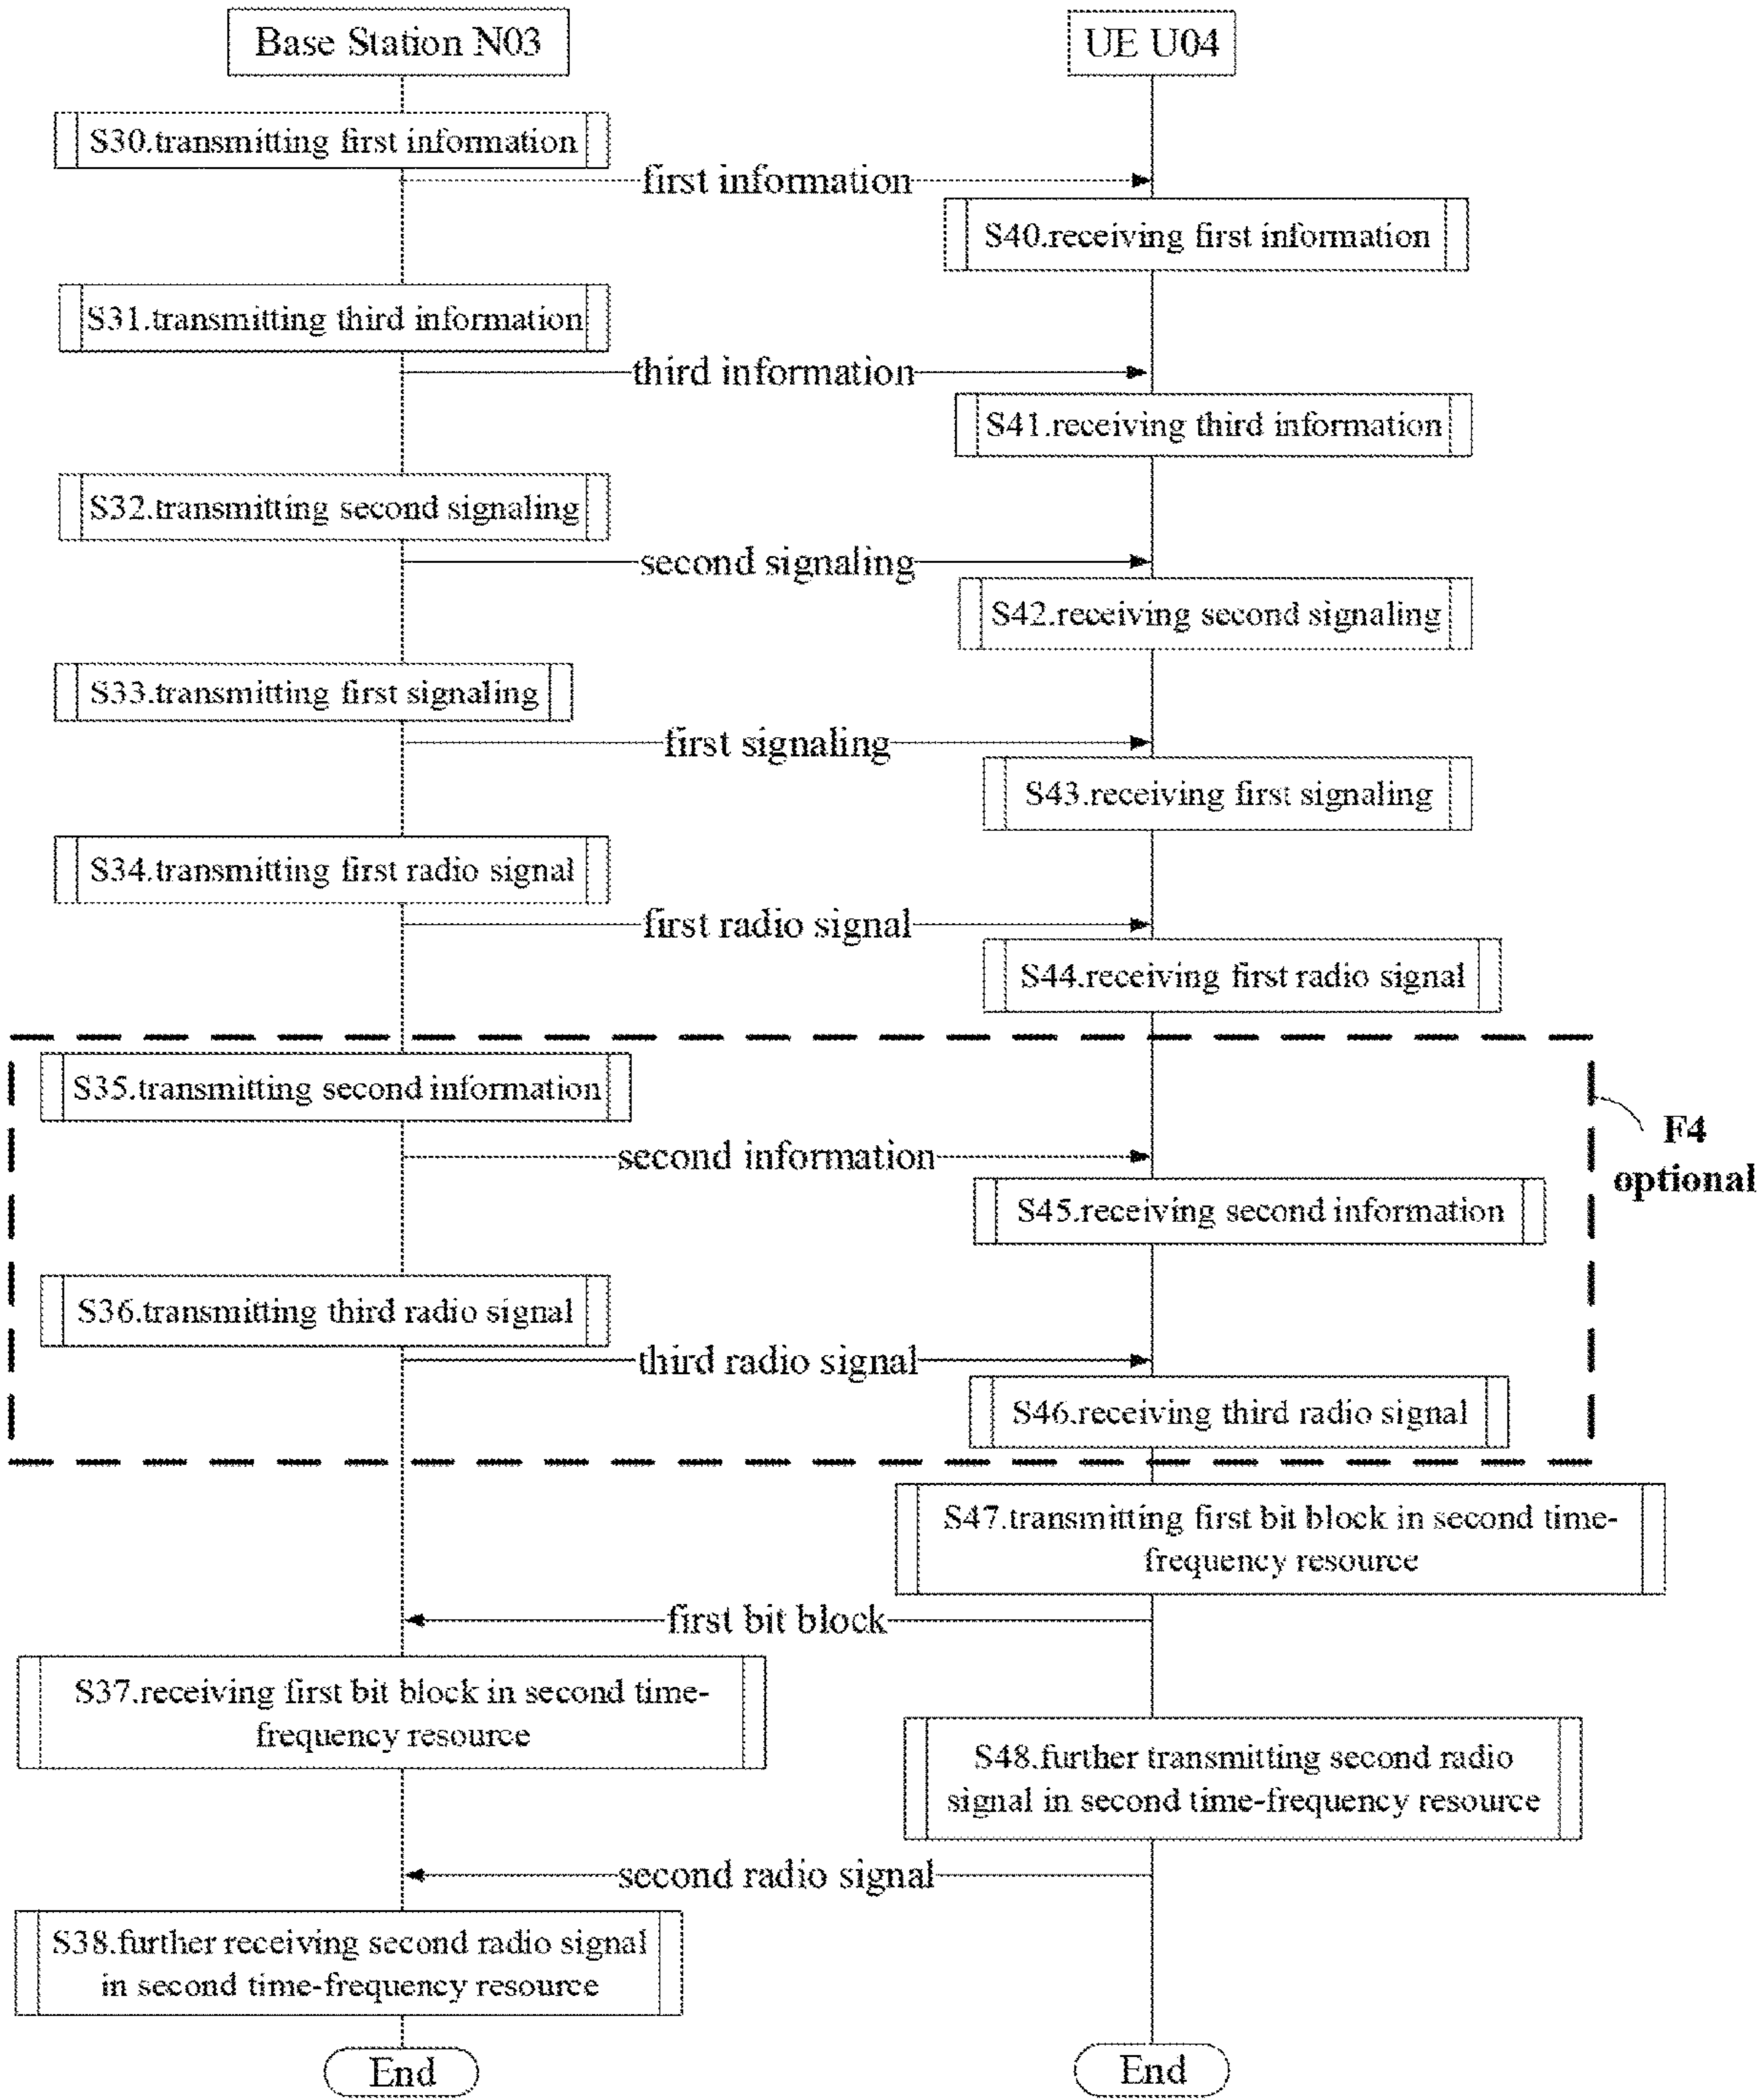 Base Station N03
UE U04
S30.transmitting first information
first information
S40.receiving first information
S31.transmitting third information
third information
S41.receiving third information
S32.transmitting second signaling
second signaling
S42.receiving second signaling
S33.transmitting first signaling
first signaling
S43.receiving first signaling
S34.transmitting first radio signal
first radio signal
S44.receiving first radio signal
S35.transmitting second information
F4
optional
second information
S45.receiving second information
S36.transmitting third radio signal
third radio signal
S46.receiving third radio signal
S47.transmitting first bit block in second time-
frequency resource
first bit block
S37.receiving first bit block in second time-
frequency resource
S48.further transmitting second radio
signal in second time-frequency resource
second radio signal
S38.further receiving second radio signal
in second time-frequency resource
End
End